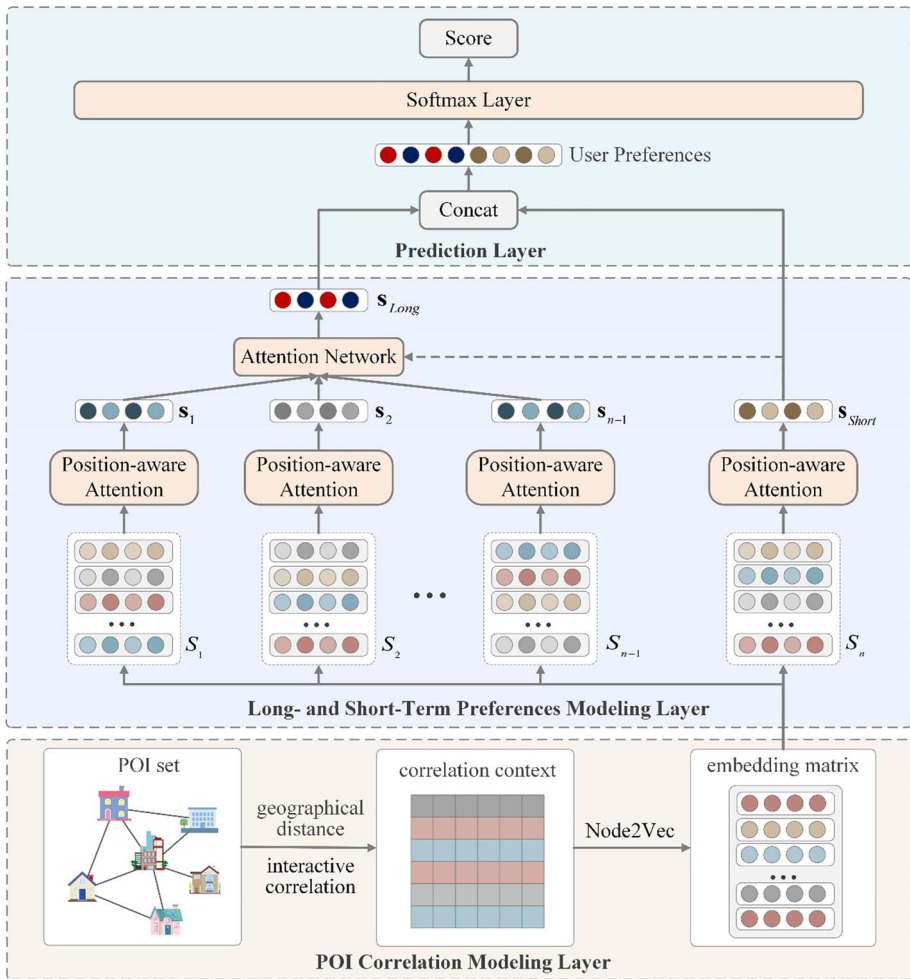 Score
Softmax Layer
User Preferences
Concat
Prediction Layer
s_Long
Attention Network
s_1
s_2
s_{n-1}
s_Short
Position-aware Attention
Position-aware Attention
Position-aware Attention
Position-aware Attention
...
...
...
...
...
S_1
S_2
S_{n-1}
S_n
Long- and Short-Term Preferences Modeling Layer
POI set
geographical
distance
interactive
correlation
correlation context
Node2Vec
embedding matrix
...
POI Correlation Modeling Layer